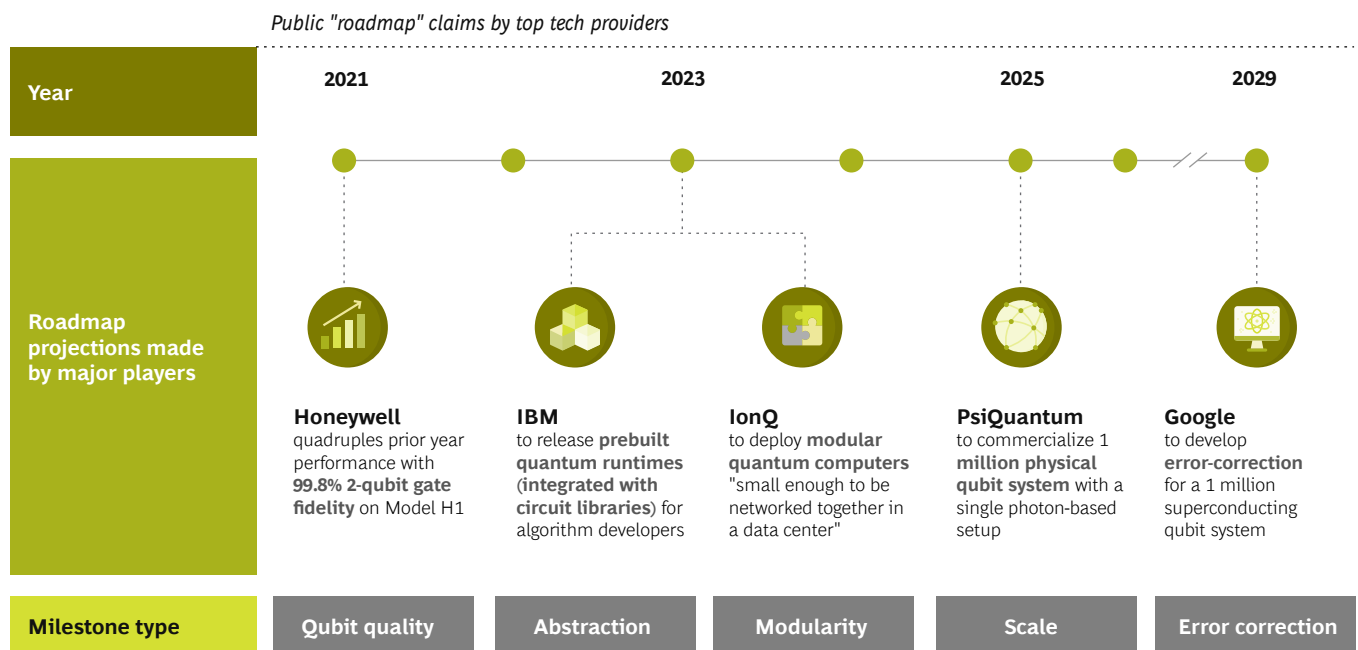 Public "roadmap" claims by top tech providers
Year
2021
2023
2025
2029
Roadmap
projections made
by major players
Honeywell
quadruples prior year
performance with
99.8% 2-qubit gate
fidelity on Model H1
IBM
to release prebuilt
quantum runtimes
(integrated with
circuit libraries) for
algorithm developers
IonQ
to deploy modular
quantum computers
"small enough to be
networked together in
a data center"
PsiQuantum
to commercialize 1
million physical
qubit system with a
single photon-based
setup
Google
to develop
error-correction
for a 1 million
superconducting
qubit system
Milestone type
Qubit quality
Abstraction
Modularity
Scale
Error correction